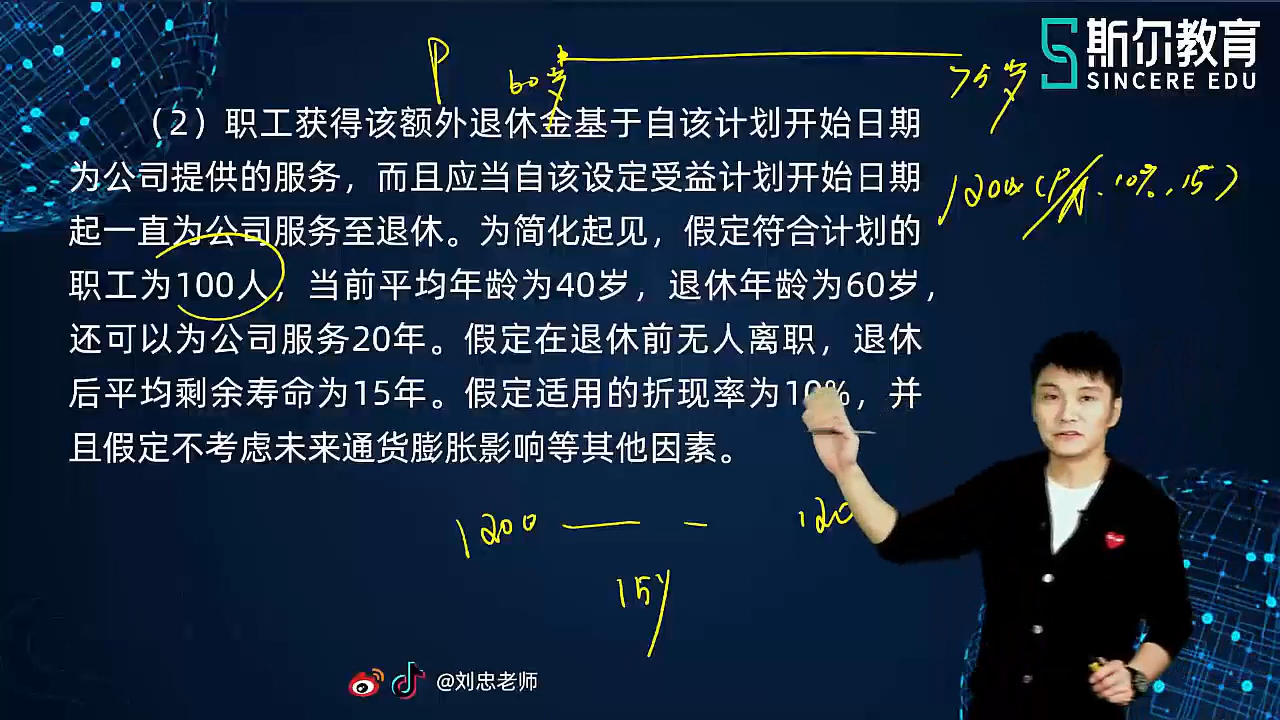 斯尔教育
SINCERE EDU
P
60岁
75岁
（2）职工获得该额外退休金基于自该计划开始日期
为公司提供的服务，而且应当自该设定受益计划开始日期
起一直为公司服务至退休。为简化起见，假定符合计划的
职工为100人，当前平均年龄为40岁，退休年龄为60岁，
还可以为公司服务20年。假定在退休前无人离职，退休
后平均剩余寿命为15年。假定适用的折现率为10%，并
且假定不考虑未来通货膨胀影响等其他因素。
1200 (P/A, 10%, 15)
1200 — -
15y
@刘忠老师